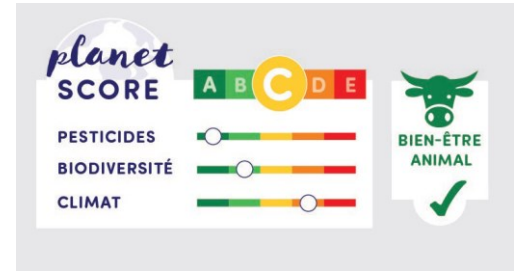 planet
SCORE
A B C D E
PESTICIDES
BIODIVERSITÉ
CLIMAT
BIEN-ÊTRE
ANIMAL